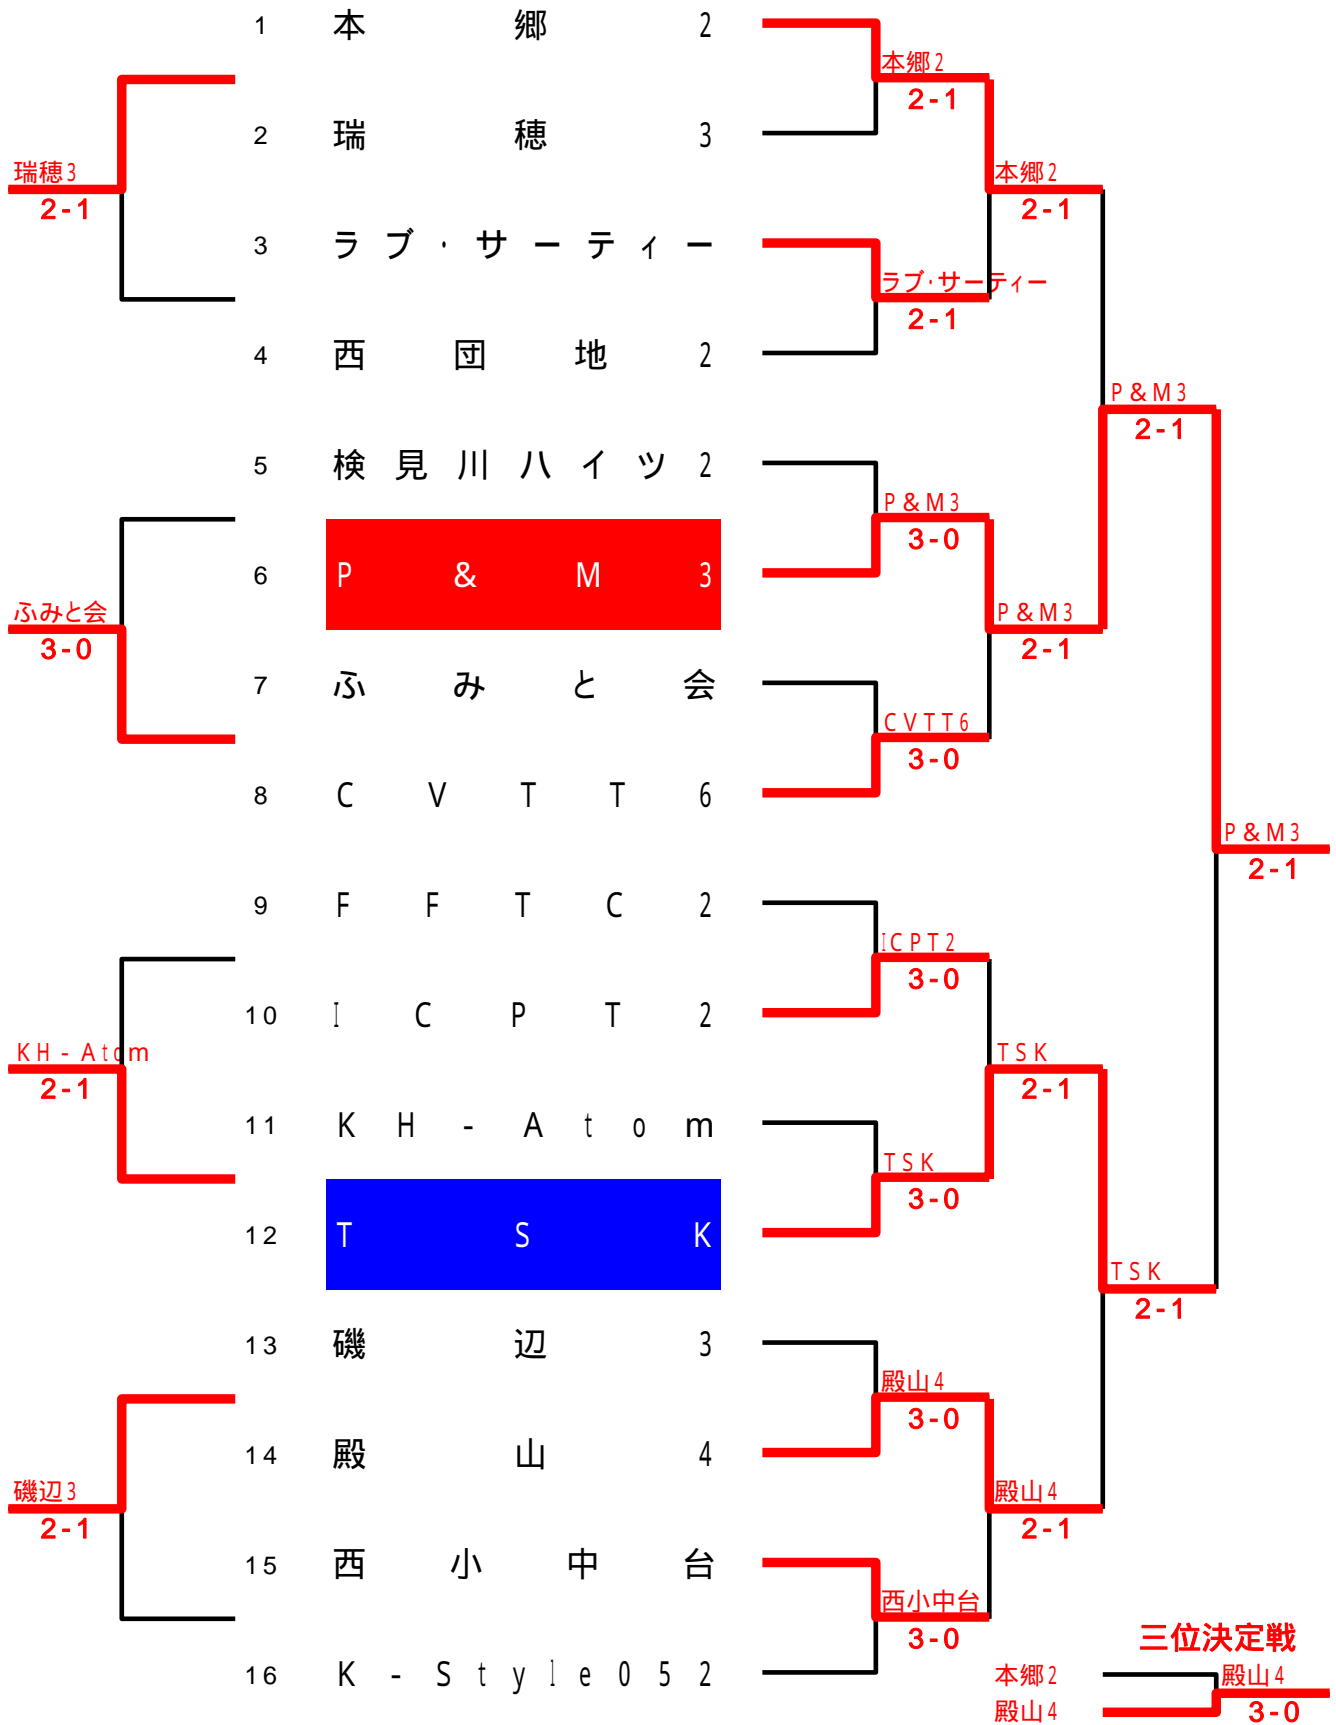 1 本郷2
本郷2
2-1
2 瑞穂3
瑞穂3
2-1
本郷2
2-1
3 ラブ・サーティー
ラブ・サーティー
2-1
4 西団地2
P&M3
2-1
5 検見川ハイツ2
P&M3
3-0
6 P&M3
ふみと会
3-0
P&M3
2-1
7 ふみと会
CVTT6
3-0
8 CVTT6
P&M3
2-1
9 FFTC2
ICPT2
3-0
10 ICPT2
KH-Atom
2-1
TSK
2-1
11 KH-Atom
TSK
3-0
12 TSK
TSK
2-1
13 磯辺3
殿山4
3-0
14 殿山4
磯辺3
2-1
殿山4
2-1
15 西小中台
西小中台
3-0
16 K-Style052
三位決定戦
本郷2
殿山4
殿山4
3-0